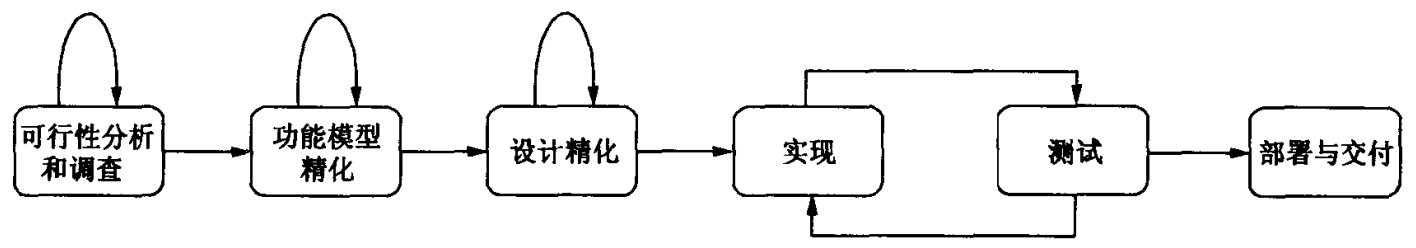 可行性分析
和调查
功能模型
精化
设计精化
实现
测试
部署与交付